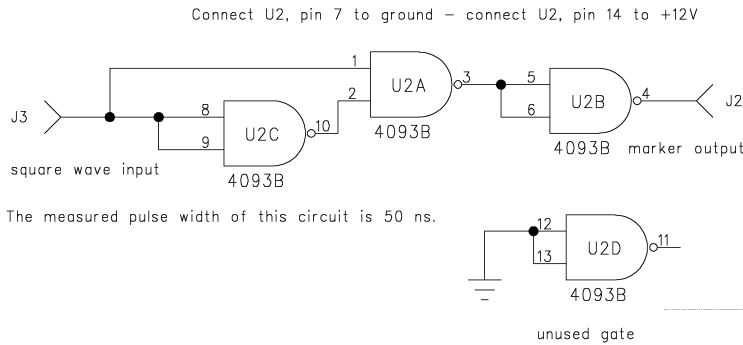 Connect U2, pin 7 to ground – connect U2, pin 14 to +12V
1
U2A
3
5
U2B
4
J3
8
2
6
J2
U2C
10
4093B
9
4093B
marker output
square wave input
4093B
The measured pulse width of this circuit is 50 ns.
12
U2D
11
13
4093B
unused gate